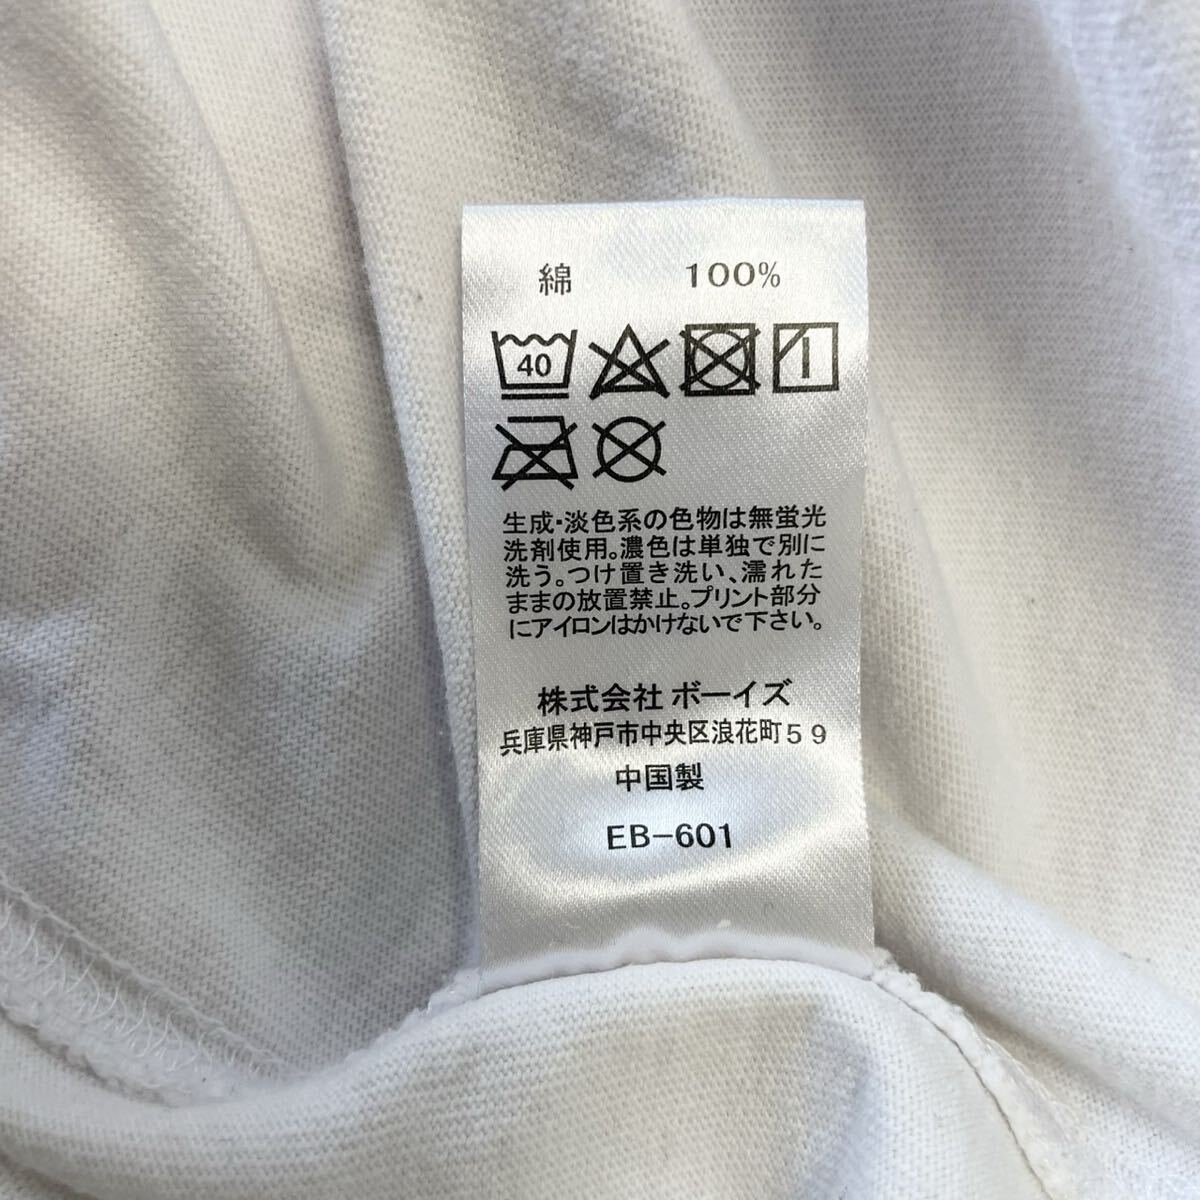 綿 100%
40
生成・淡色系の色物は無蛍光
洗剤使用。濃色は単独で別に
洗う。つけ置き洗い、濡れた
ままの放置禁止。プリント部分
にアイロンはかけないで下さい。
株式会社 ボーイズ
兵庫県神戸市中央区浪花町59
中国製
EB-601